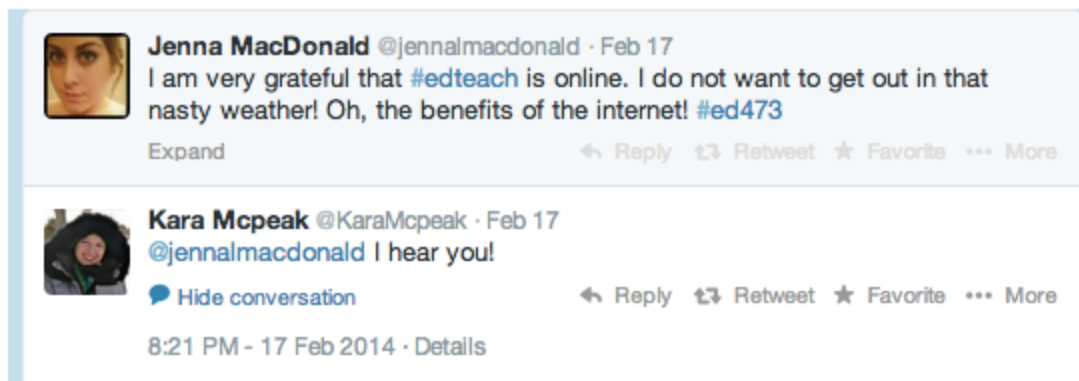 Jenna MacDonald @jennalmacdonald · Feb 17
I am very grateful that #edteach is online. I do not want to get out in that
nasty weather! Oh, the benefits of the internet! #ed473
Expand Reply Retweet Favorite More
Kara Mcpeak @KaraMcpeak · Feb 17
@jennalmacdonald I hear you!
Hide conversation Reply Retweet Favorite More
8:21 PM - 17 Feb 2014 · Details